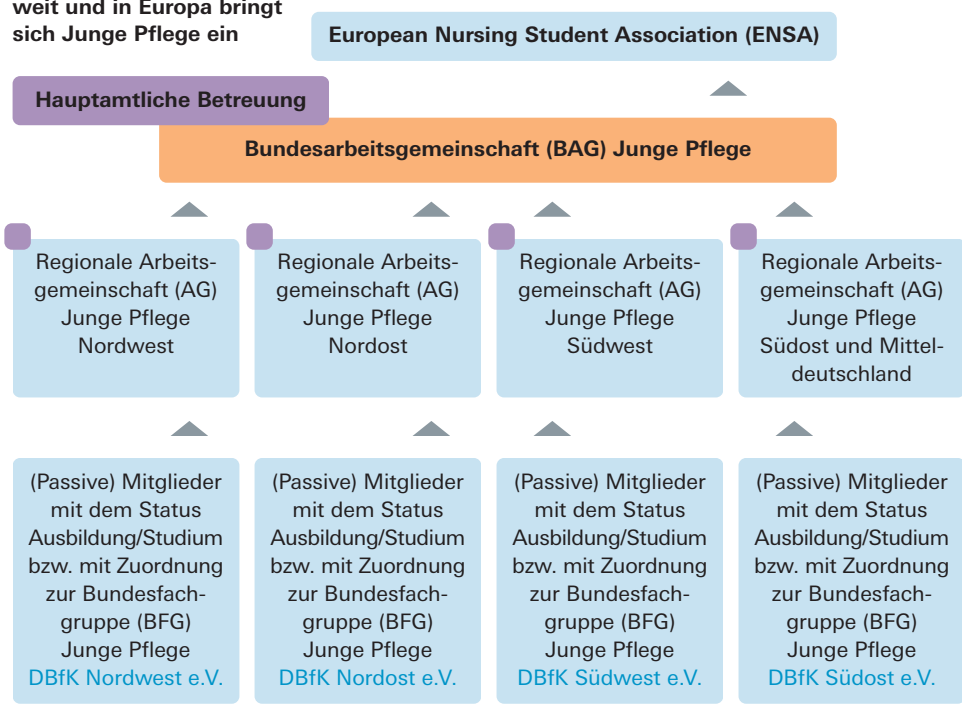 weit und in Europa bringt
sich Junge Pflege ein
European Nursing Student Association (ENSA)
Hauptamtliche Betreuung
Bundesarbeitsgemeinschaft (BAG) Junge Pflege
Regionale Arbeits-
gemeinschaft (AG)
Junge Pflege
Nordwest
Regionale Arbeits-
gemeinschaft (AG)
Junge Pflege
Nordost
Regionale Arbeits-
gemeinschaft (AG)
Junge Pflege
Südwest
Regionale Arbeits-
gemeinschaft (AG)
Junge Pflege
Südost und Mittel-
deutschland
(Passive) Mitglieder
mit dem Status
Ausbildung/Studium
bzw. mit Zuordnung
zur Bundesfach-
gruppe (BFG)
Junge Pflege
DBfK Nordwest e.V.
(Passive) Mitglieder
mit dem Status
Ausbildung/Studium
bzw. mit Zuordnung
zur Bundesfach-
gruppe (BFG)
Junge Pflege
DBfK Nordost e.V.
(Passive) Mitglieder
mit dem Status
Ausbildung/Studium
bzw. mit Zuordnung
zur Bundesfach-
gruppe (BFG)
Junge Pflege
DBfK Südwest e.V.
(Passive) Mitglieder
mit dem Status
Ausbildung/Studium
bzw. mit Zuordnung
zur Bundesfach-
gruppe (BFG)
Junge Pflege
DBfK Südost e.V.